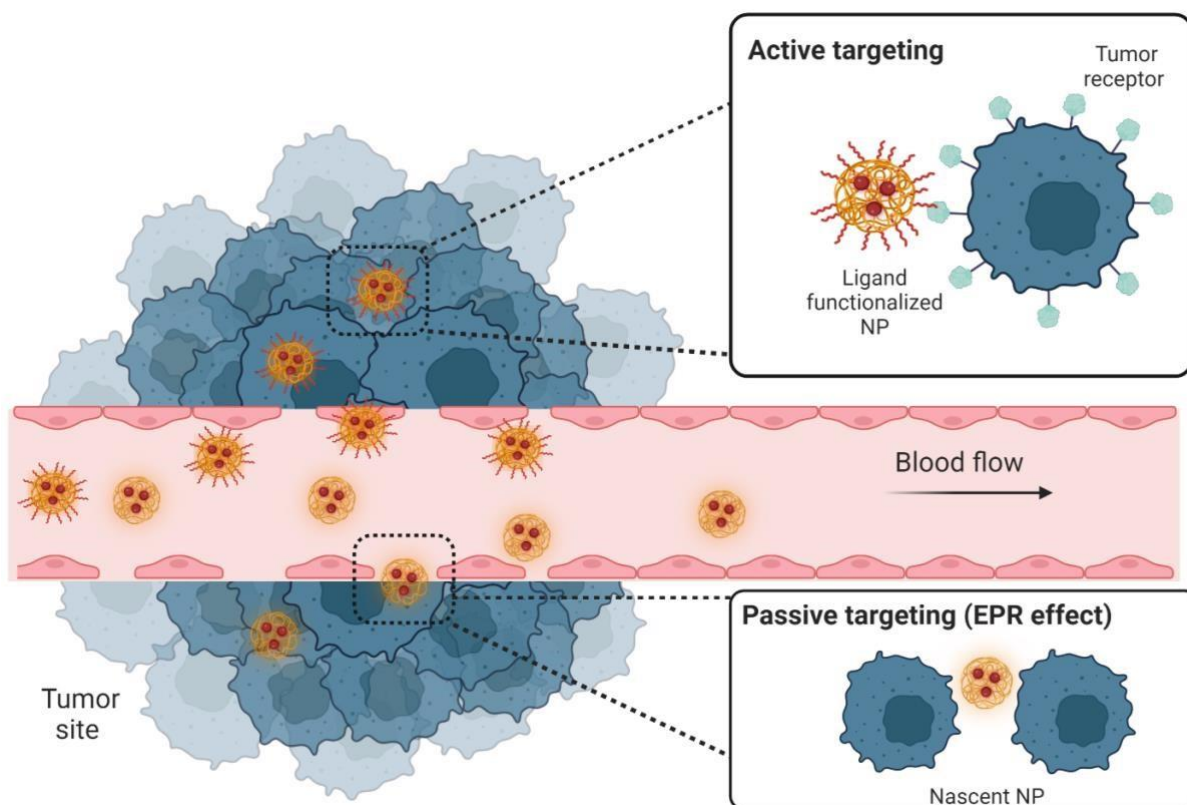 Active targeting
Tumor
receptor
Ligand
functionalized
NP
Blood flow
Passive targeting (EPR effect)
Tumor
site
Nascent NP